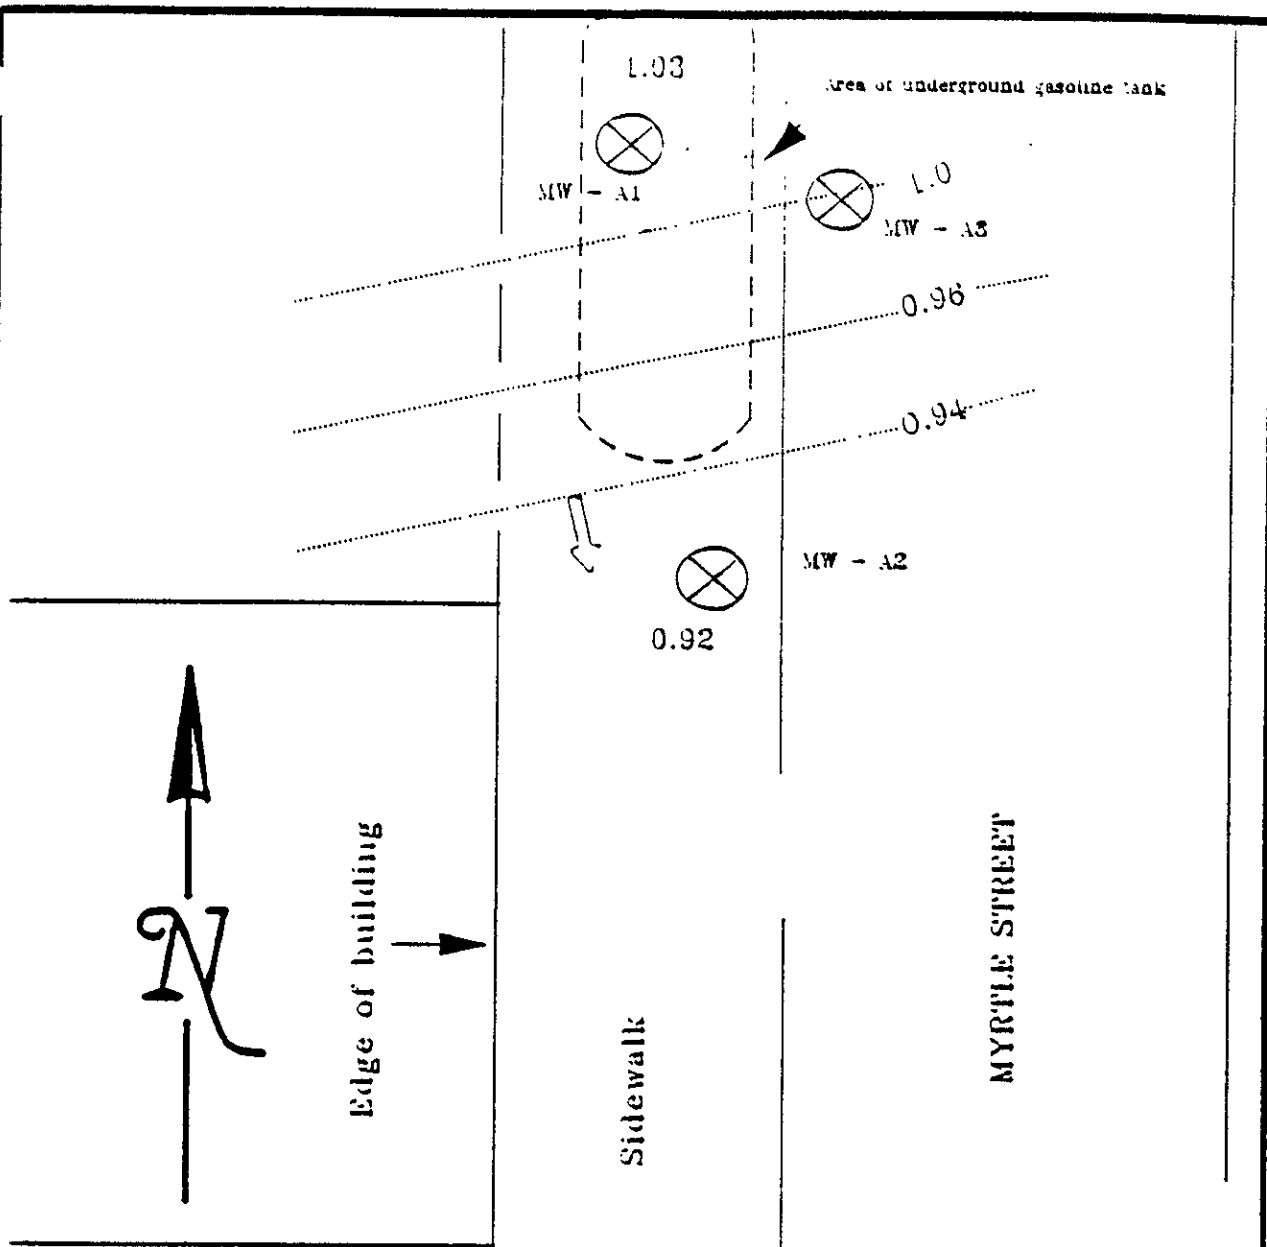 1.03
Area of underground gasoline tank
MW - A1
1.0
MW - A3
0.96
0.94
MW - A2
0.92
N
Edge of building
Sidewalk
MYRTLE STREET